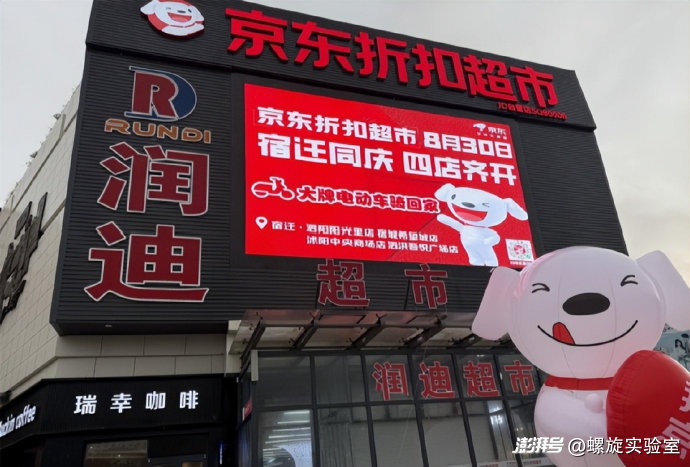 京东折扣超市
RUNDI
润迪
超市
京东
京东折扣超市 8月30日
宿迁同庆 四店齐开
大牌电动车骑回家
宿迁·泗阳阳光里店 宿城希望城店
沭阳中央商场店 泗洪吾悦广场店
润迪超市
瑞幸咖啡
luckin coffee
澎湃号@螺旋实验室